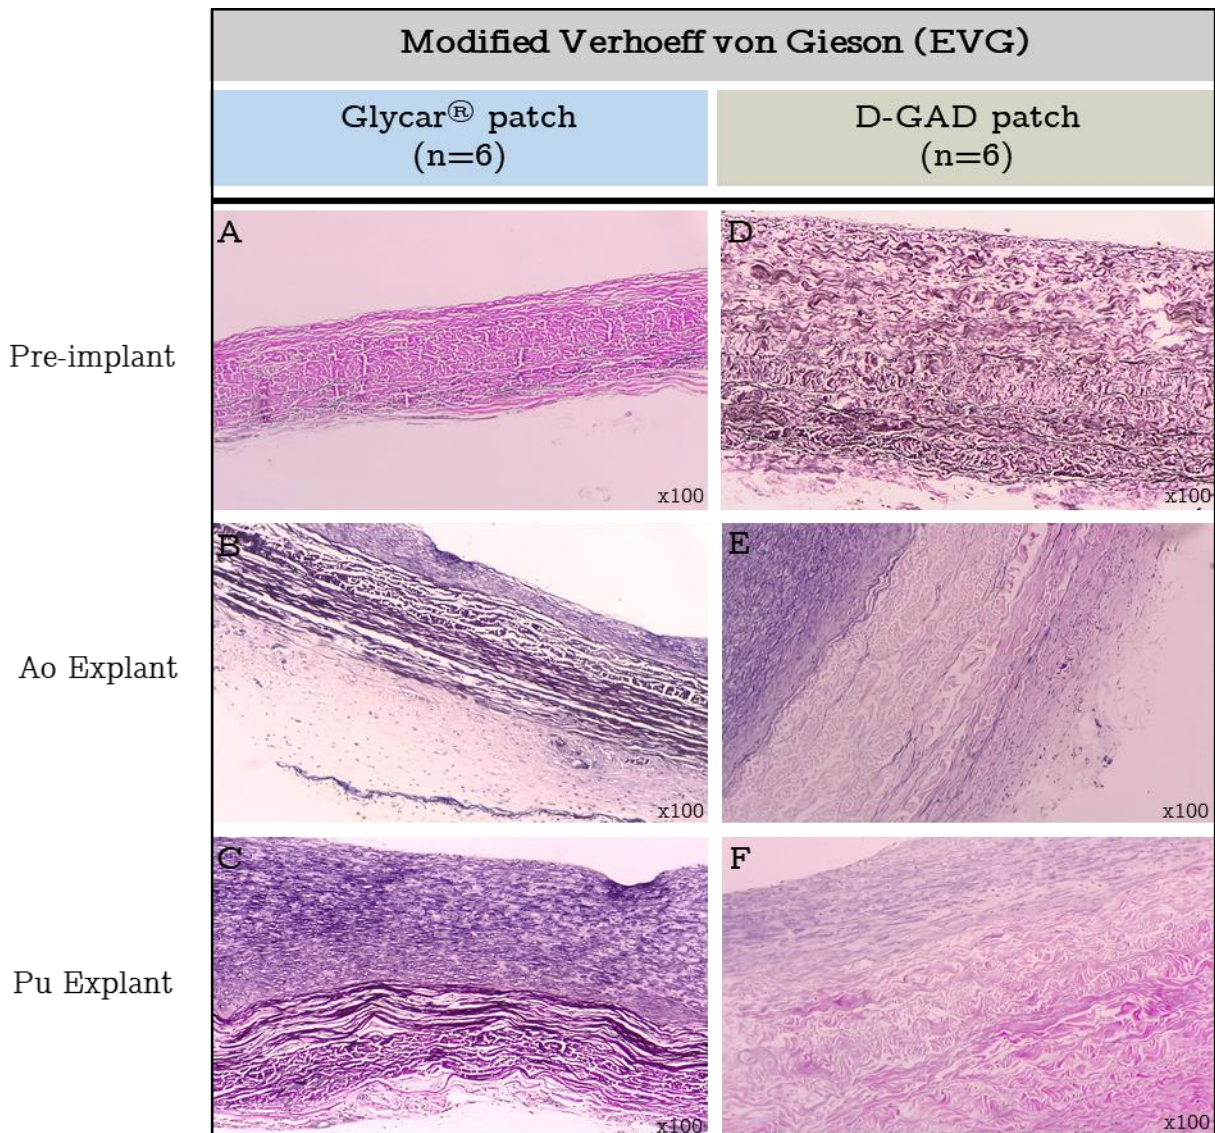 Modified Verhoeff von Gieson (EVG)
Glycar® patch
(n=6)
D-GAD patch
(n=6)
Pre-implant
A
x100
D
x100
Ao Explant
B
x100
E
x100
Pu Explant
C
x100
F
x100